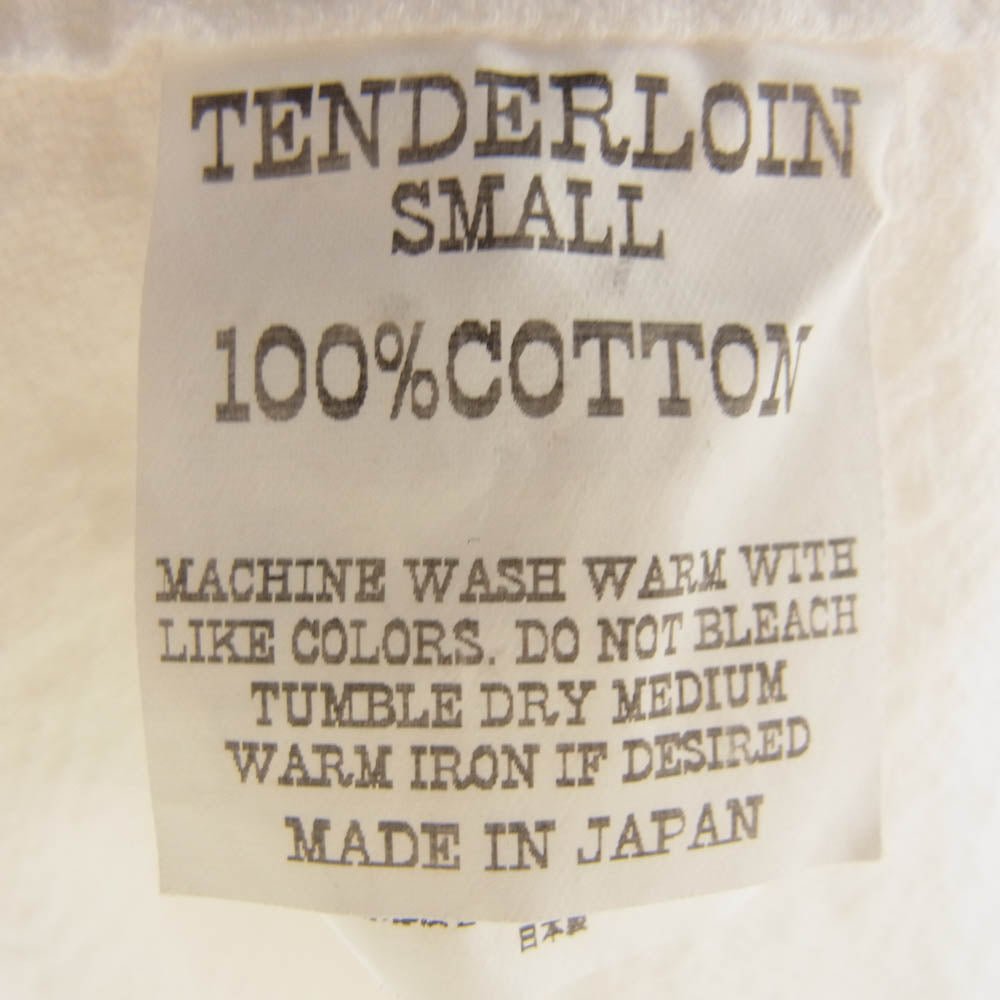 TENDERLOIN
SMALL
100%COTTON
MACHINE WASH WARM WITH
LIKE COLORS. DO NOT BLEACH
TUMBLE DRY MEDIUM
WARM IRON IF DESIRED
MADE IN JAPAN
日本製